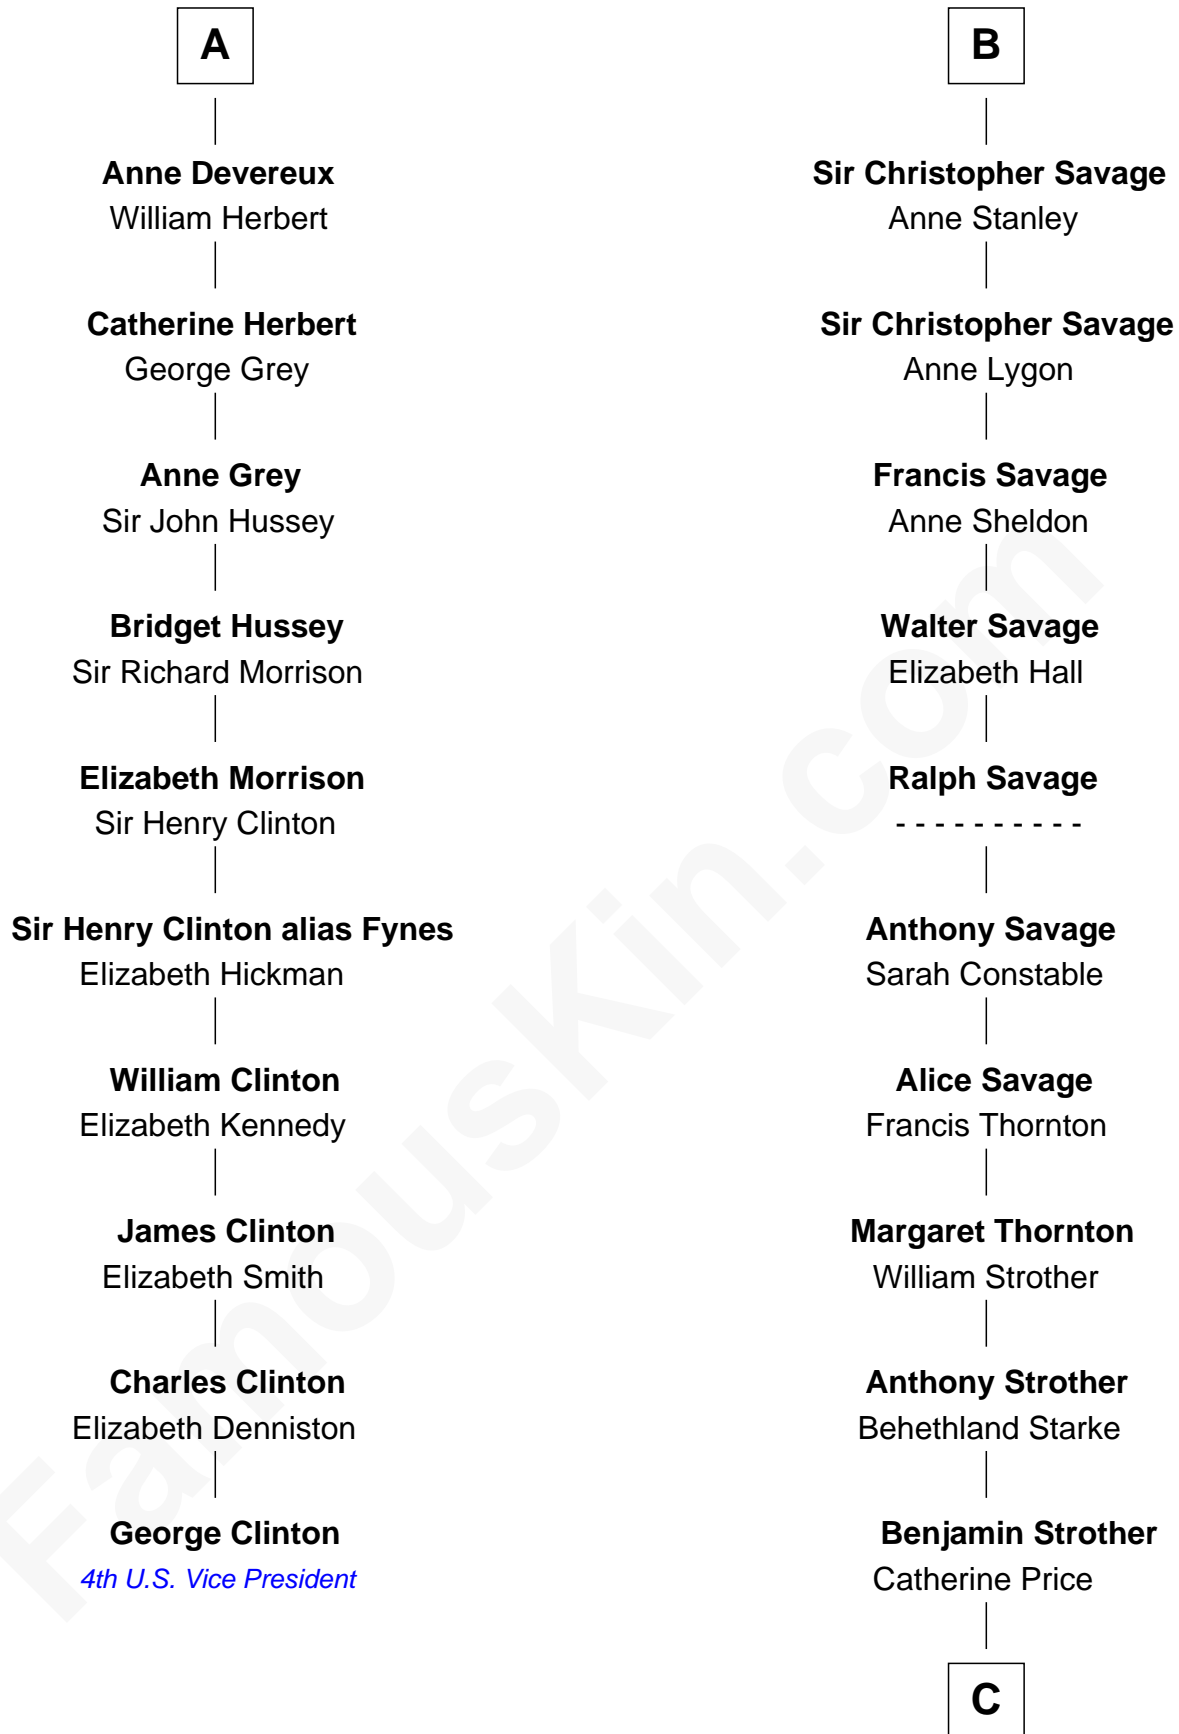 A
Anne Devereux
William Herbert
Catherine Herbert
George Grey
Anne Grey
Sir John Hussey
Bridget Hussey
Sir Richard Morrison
Elizabeth Morrison
Sir Henry Clinton
Sir Henry Clinton alias Fynes
Elizabeth Hickman
William Clinton
Elizabeth Kennedy
James Clinton
Elizabeth Smith
Charles Clinton
Elizabeth Denniston
George Clinton
4th U.S. Vice President
B
Sir Christopher Savage
Anne Stanley
Sir Christopher Savage
Anne Lygon
Francis Savage
Anne Sheldon
Walter Savage
Elizabeth Hall
Ralph Savage
- - - - - - - - - -
Anthony Savage
Sarah Constable
Alice Savage
Francis Thornton
Margaret Thornton
William Strother
Anthony Strother
Behethland Starke
Benjamin Strother
Catherine Price
C
FamousKin.com